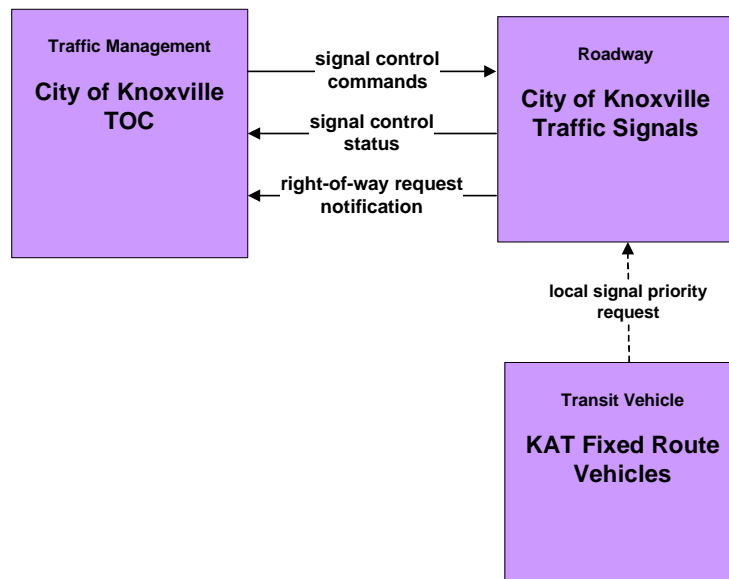 Traffic Management
City of Knoxville
TOC
signal control
commands
signal control
status
right-of-way request
notification
Roadway
City of Knoxville
Traffic Signals
local signal priority
request
Transit Vehicle
KAT Fixed Route
Vehicles